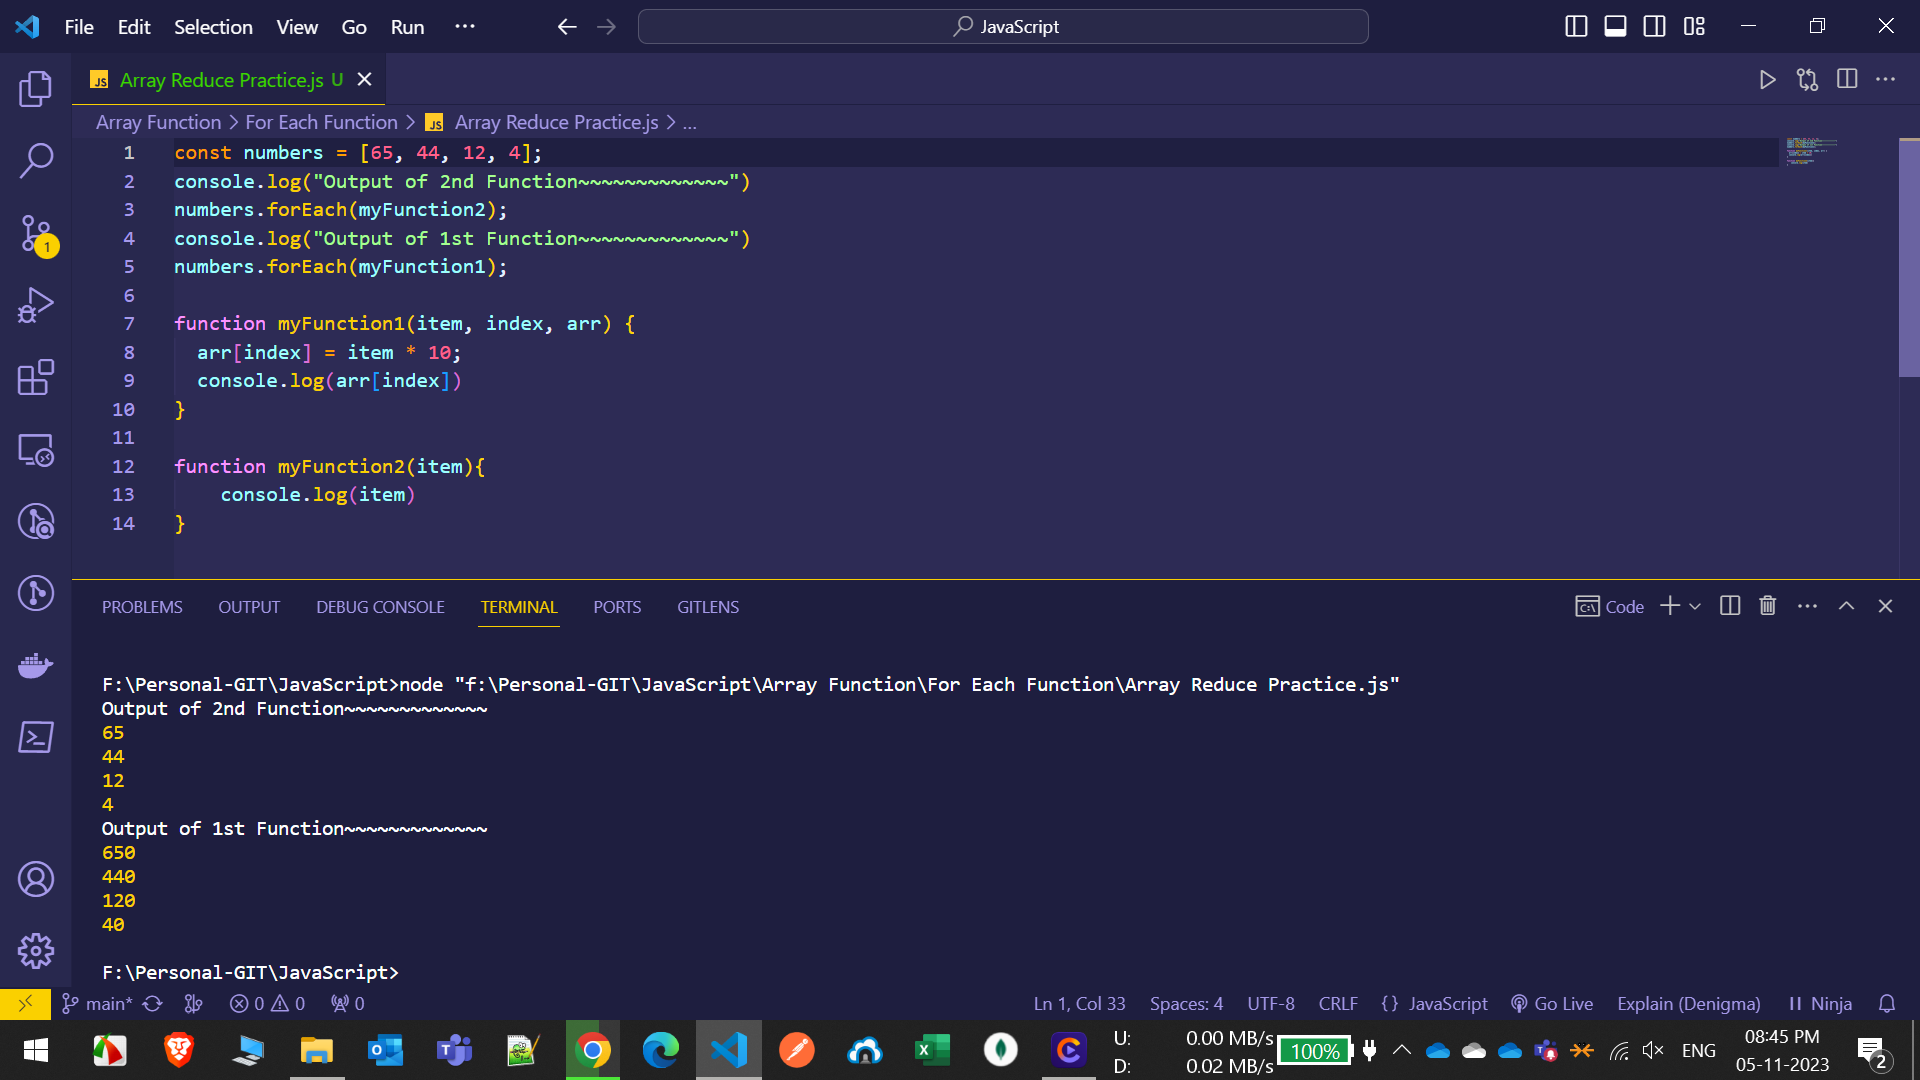 File Edit Selection View Go Run ··· JavaScript
JS Array Reduce Practice.js U
Array Function > For Each Function > JS Array Reduce Practice.js > ...
1 const numbers = [65, 44, 12, 4];
2 console.log("Output of 2nd Function~~~~~~~~~~~~~")
3 numbers.forEach(myFunction2);
4 console.log("Output of 1st Function~~~~~~~~~~~~~")
5 numbers.forEach(myFunction1);
6
7 function myFunction1(item, index, arr) {
8 arr[index] = item * 10;
9 console.log(arr[index])
10 }
11
12 function myFunction2(item){
13 console.log(item)
14 }
1
PROBLEMS OUTPUT DEBUG CONSOLE TERMINAL PORTS GITLENS Code
F:\Personal-GIT\JavaScript>node "f:\Personal-GIT\JavaScript\Array Function\For Each Function\Array Reduce Practice.js"
Output of 2nd Function~~~~~~~~~~~~~
65
44
12
4
Output of 1st Function~~~~~~~~~~~~~
650
440
120
40
F:\Personal-GIT\JavaScript>
main* 0 0 0 Ln 1, Col 33 Spaces: 4 UTF-8 CRLF {} JavaScript Go Live Explain (Denigma) Ninja
U: 0.00 MB/s
D: 0.02 MB/s
100%
ENG
08:45 PM
05-11-2023
2